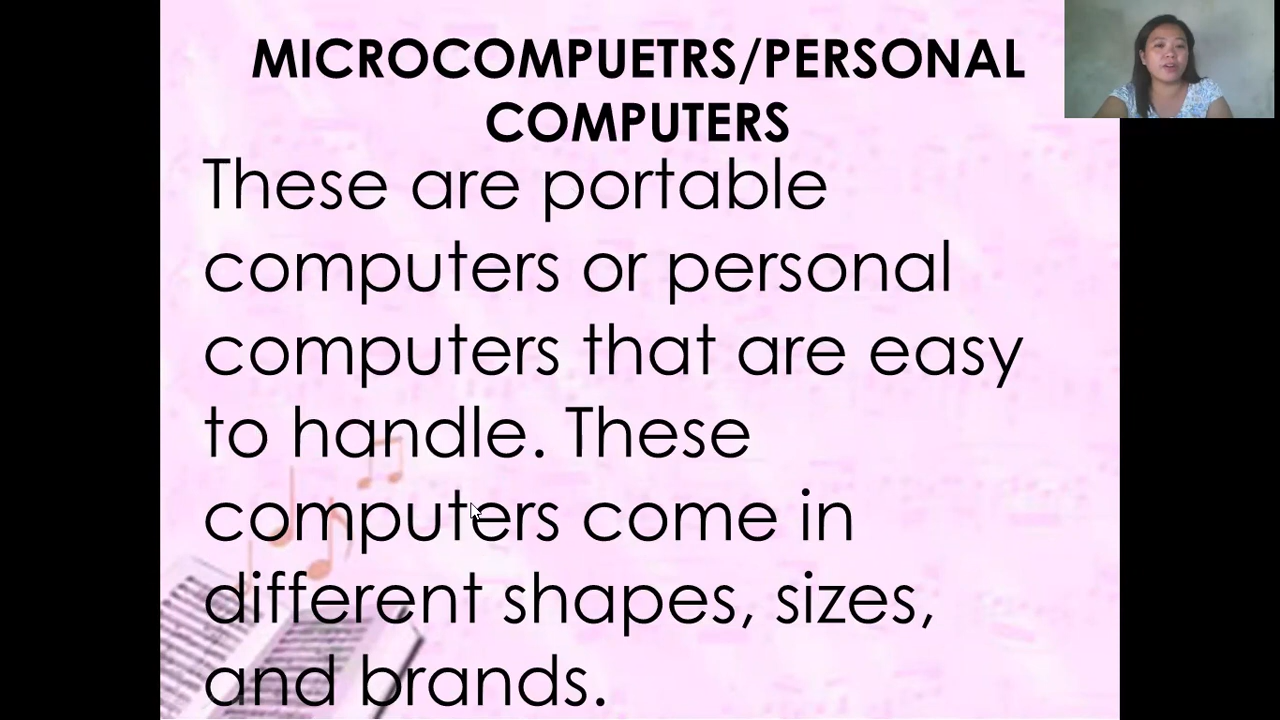 MICROCOMPUETRS/PERSONAL
COMPUTERS
These are portable
computers or personal
computers that are easy
to handle. These
computers come in
different shapes, sizes,
and brands.